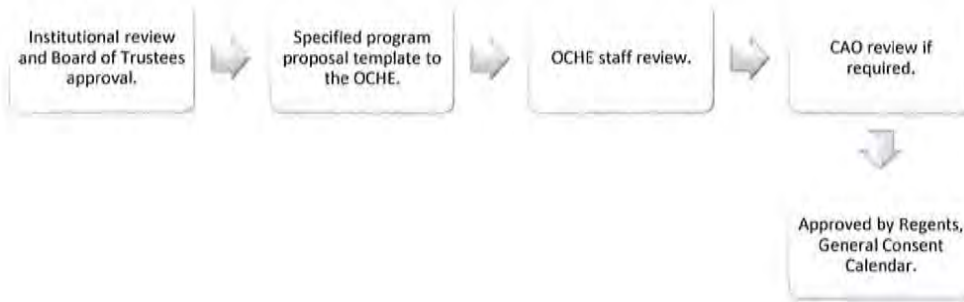 Institutional review
and Board of Trustees
approval.
Specified program
proposal template to
the OCHE.
OCHE staff review.
CAO review if
required.
Approved by Regents,
General Consent
Calendar.